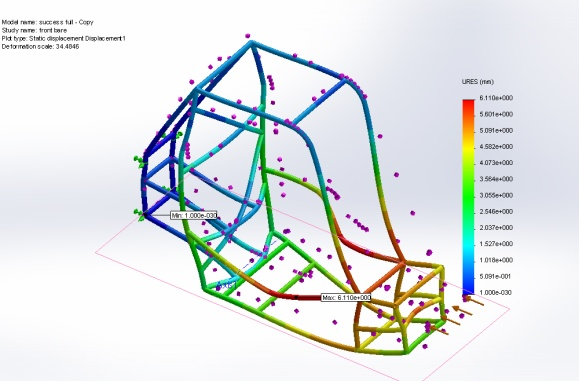 Model name: success full - Copy
Study name: front bare
Plot type: Static displacement Displacement1
Deformation scale: 34.4846
URES (mm)
6.110e+000
5.601e+000
5.091e+000
4.582e+000
4.073e+000
3.564e+000
3.055e+000
2.546e+000
2.037e+000
1.527e+000
1.018e+000
5.091e-001
1.000e-030
Min: 1.000e-030
Max: 6.110e+000